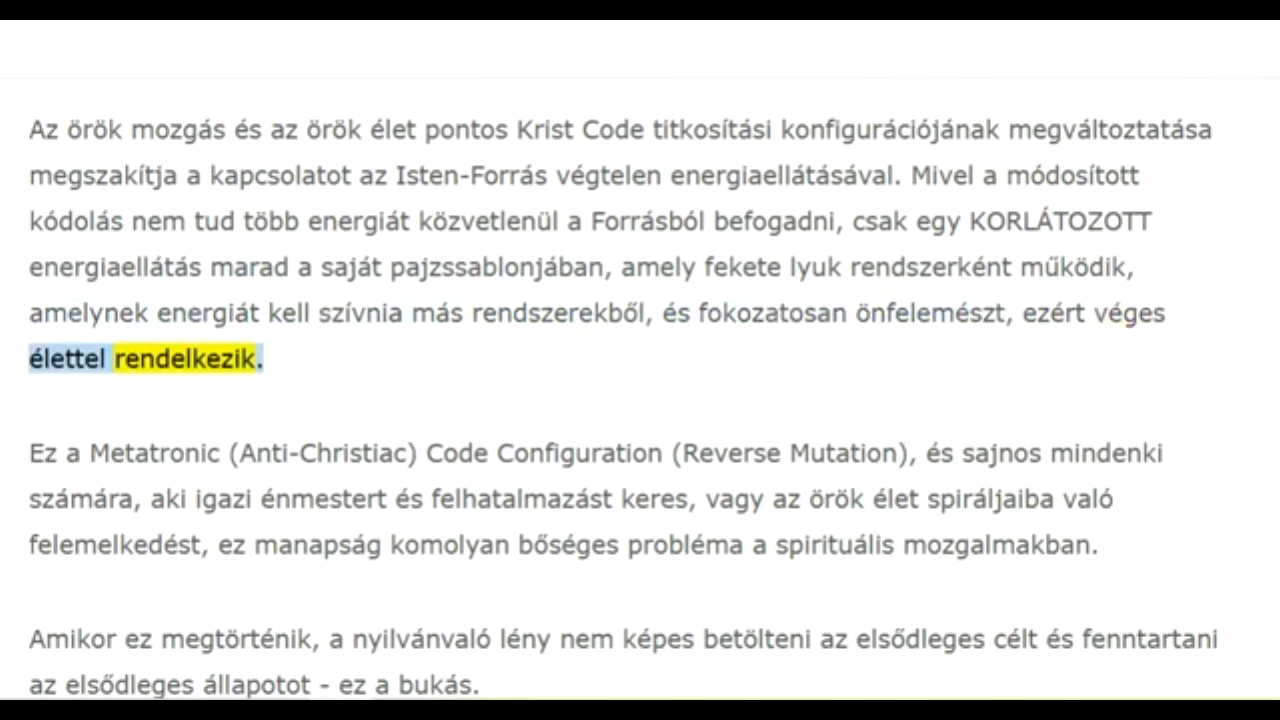 Az örök mozgás és az örök élet pontos Krist Code titkosítási konfigurációjának megváltoztatása
megszakítja a kapcsolatot az Isten-Forrás végtelen energiaellátásával. Mivel a módosított
kódolás nem tud több energiát közvetlenül a Forrásból befogadni, csak egy KORLÁTOZOTT
energiaellátás marad a saját pajzssablonjában, amely fekete lyuk rendszerként működik,
amelynek energiát kell szívnia más rendszerekből, és fokozatosan önfelemészt, ezért véges
élettel rendelkezik.
Ez a Metatronic (Anti-Christiac) Code Configuration (Reverse Mutation), és sajnos mindenki
számára, aki igazi énmestert és felhatalmazást keres, vagy az örök élet spiráljaiba való
felemelkedést, ez manapság komolyan bőséges probléma a spirituális mozgalmakban.
Amikor ez megtörténik, a nyilvánvaló lény nem képes betölteni az elsődleges célt és fenntartani
az elsődleges állapotot - ez a bukás.